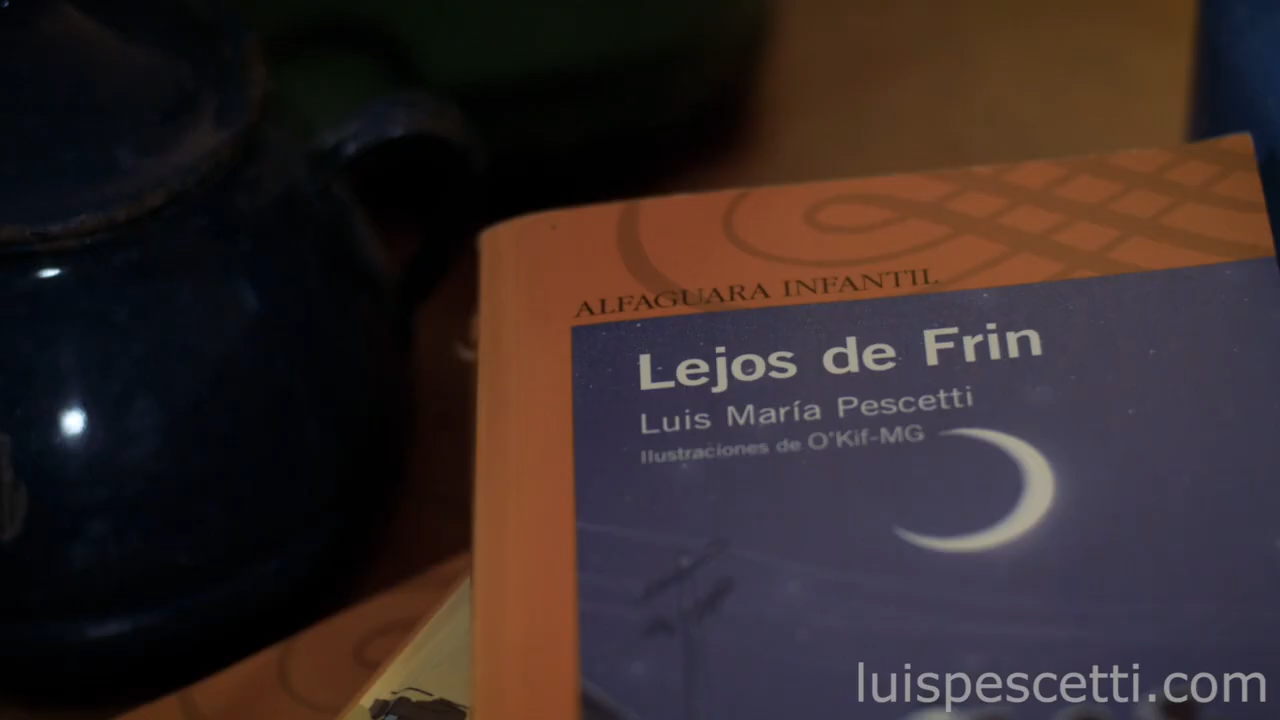 ALFAGUARA INFANTIL
Lejos de Frin
Luis María Pescetti
Ilustraciones de O'Kif-MG
luispescetti.com